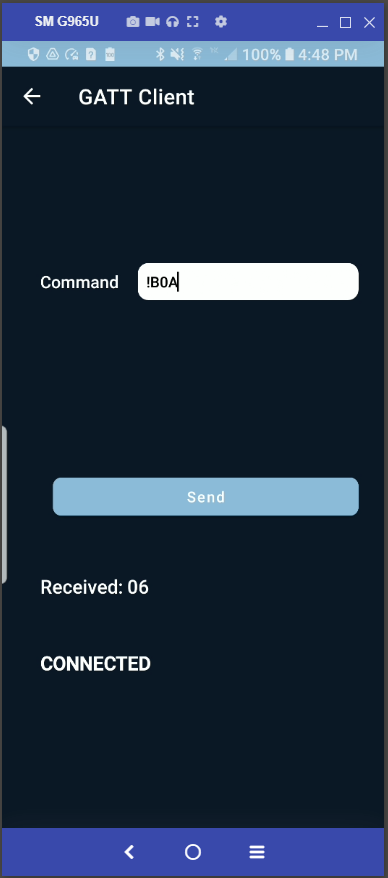 SM G965U
100% 4:48 PM
GATT Client
Command !B0A
Send
Received: 06
CONNECTED